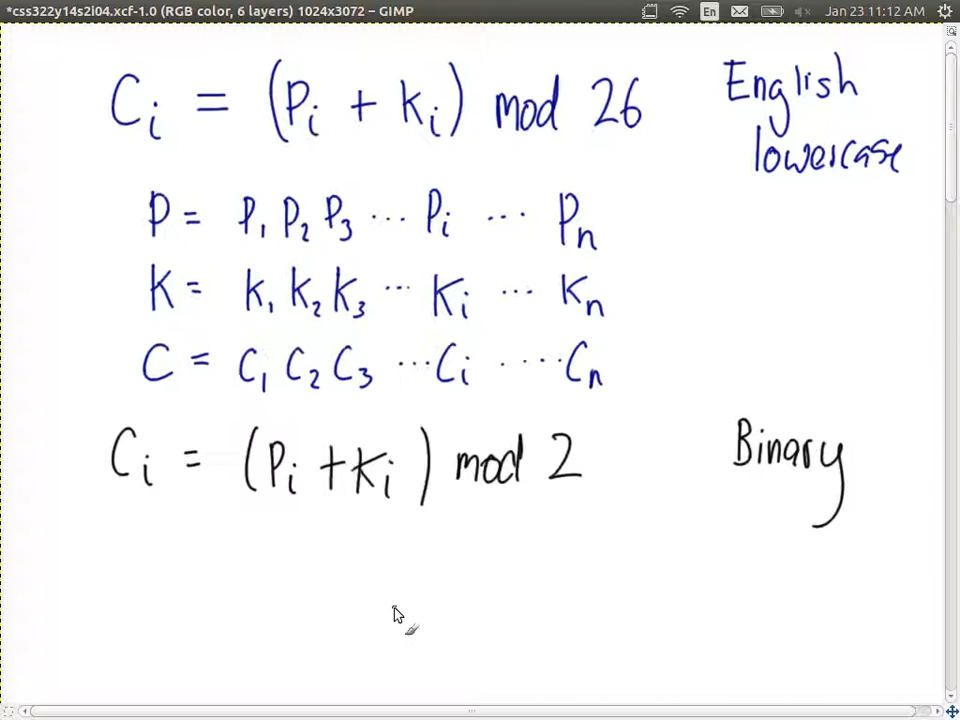 *css322y14s2i04.xcf-1.0 (RGB color, 6 layers) 1024x3072 – GIMP En Jan 23 11:12 AM
Ci = (Pi + Ki) mod 26 English lowercase
P = P1 P2 P3 ... Pi ... Pn
K = K1 K2 K3 ... Ki ... Kn
C = C1 C2 C3 ... Ci .... Cn
Ci = (Pi + Ki) mod 2 Binary